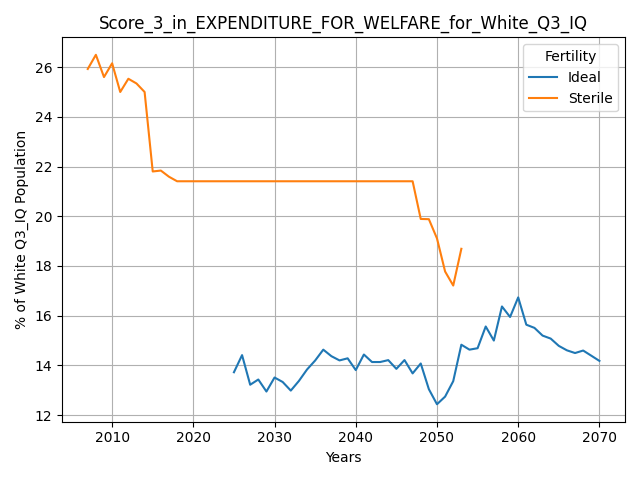 Score_3_in_EXPENDITURE_FOR_WELFARE_for_White_Q3_IQ
Fertility
Ideal
Sterile
% of White Q3_IQ Population
26
24
22
20
18
16
14
12
2010 2020 2030 2040 2050 2060 2070
Years